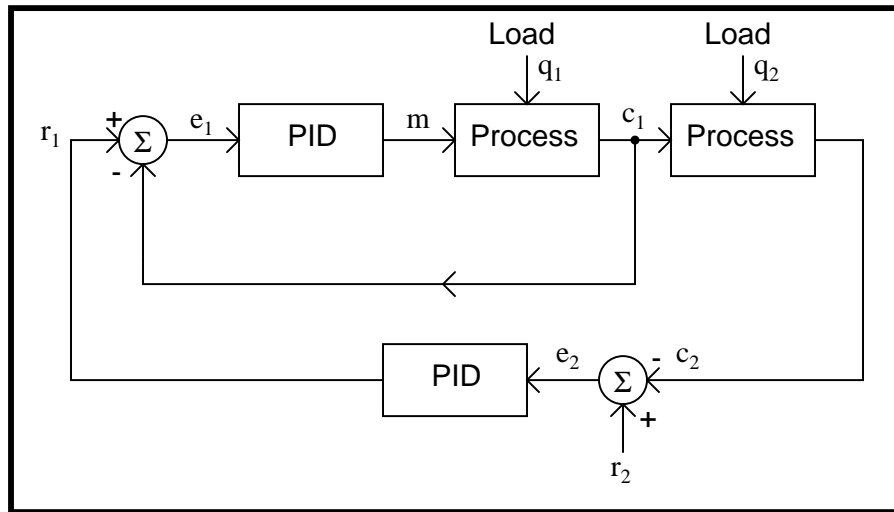 Load
Load
q₁
q₂
r₁
+
Σ
-
e₁
PID
m
Process
c₁
Process
PID
e₂
Σ
-
c₂
+
r₂